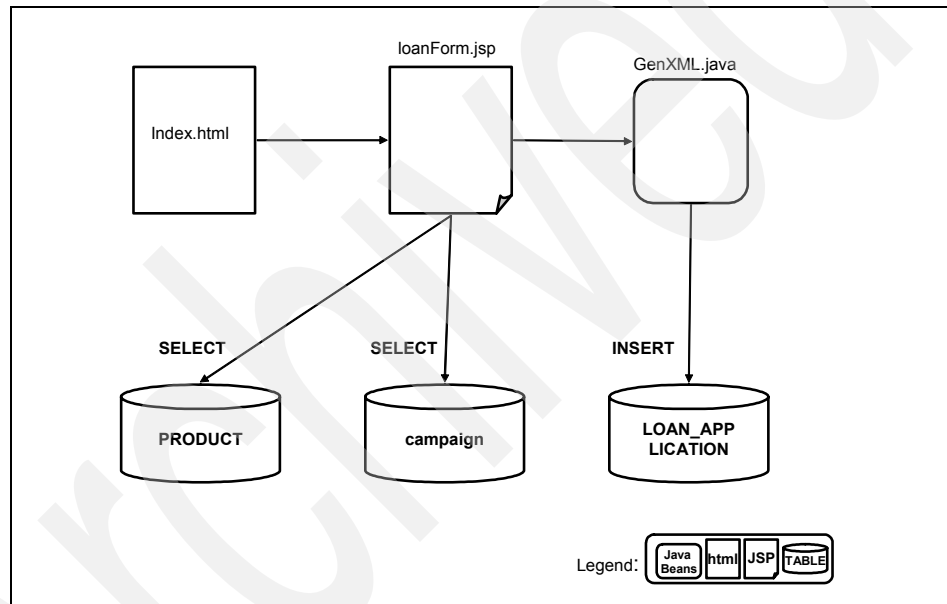 loanForm.jsp
GenXML.java
Index.html
SELECT
SELECT
INSERT
PRODUCT
campaign
LOAN_APP
LICATION
Legend:
Java
Beans
html
JSP
TABLE
rchived